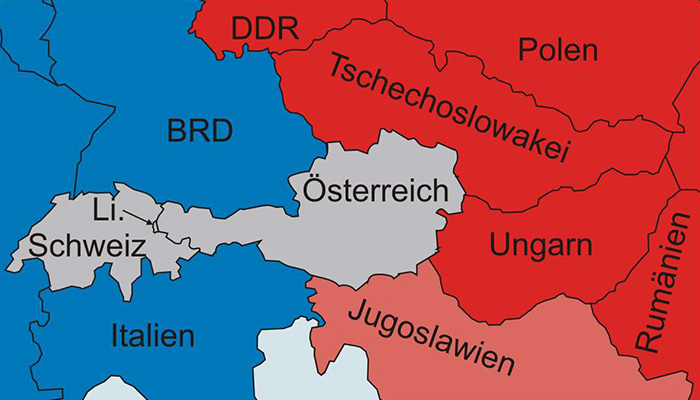 DDR
Polen
Tschechoslowakei
BRD
Österreich
Li.
Schweiz
Ungarn
Rumänien
Italien
Jugoslawien